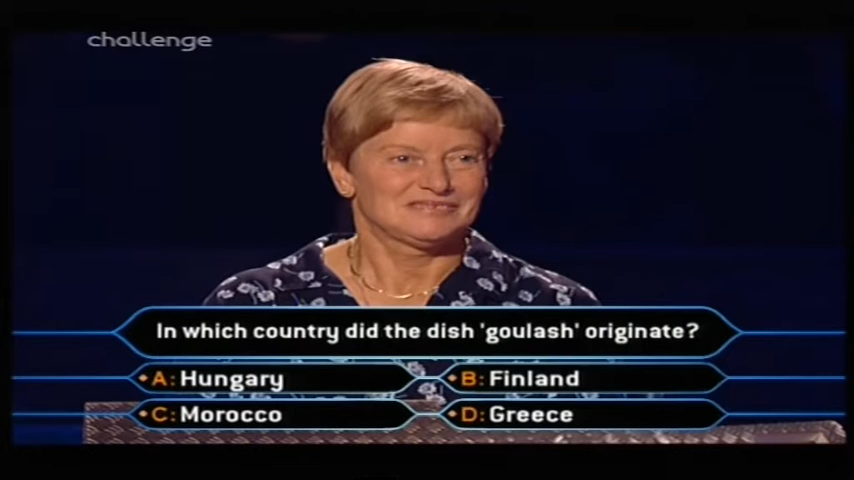 challenge
In which country did the dish 'goulash' originate?
A: Hungary
B: Finland
C: Morocco
D: Greece